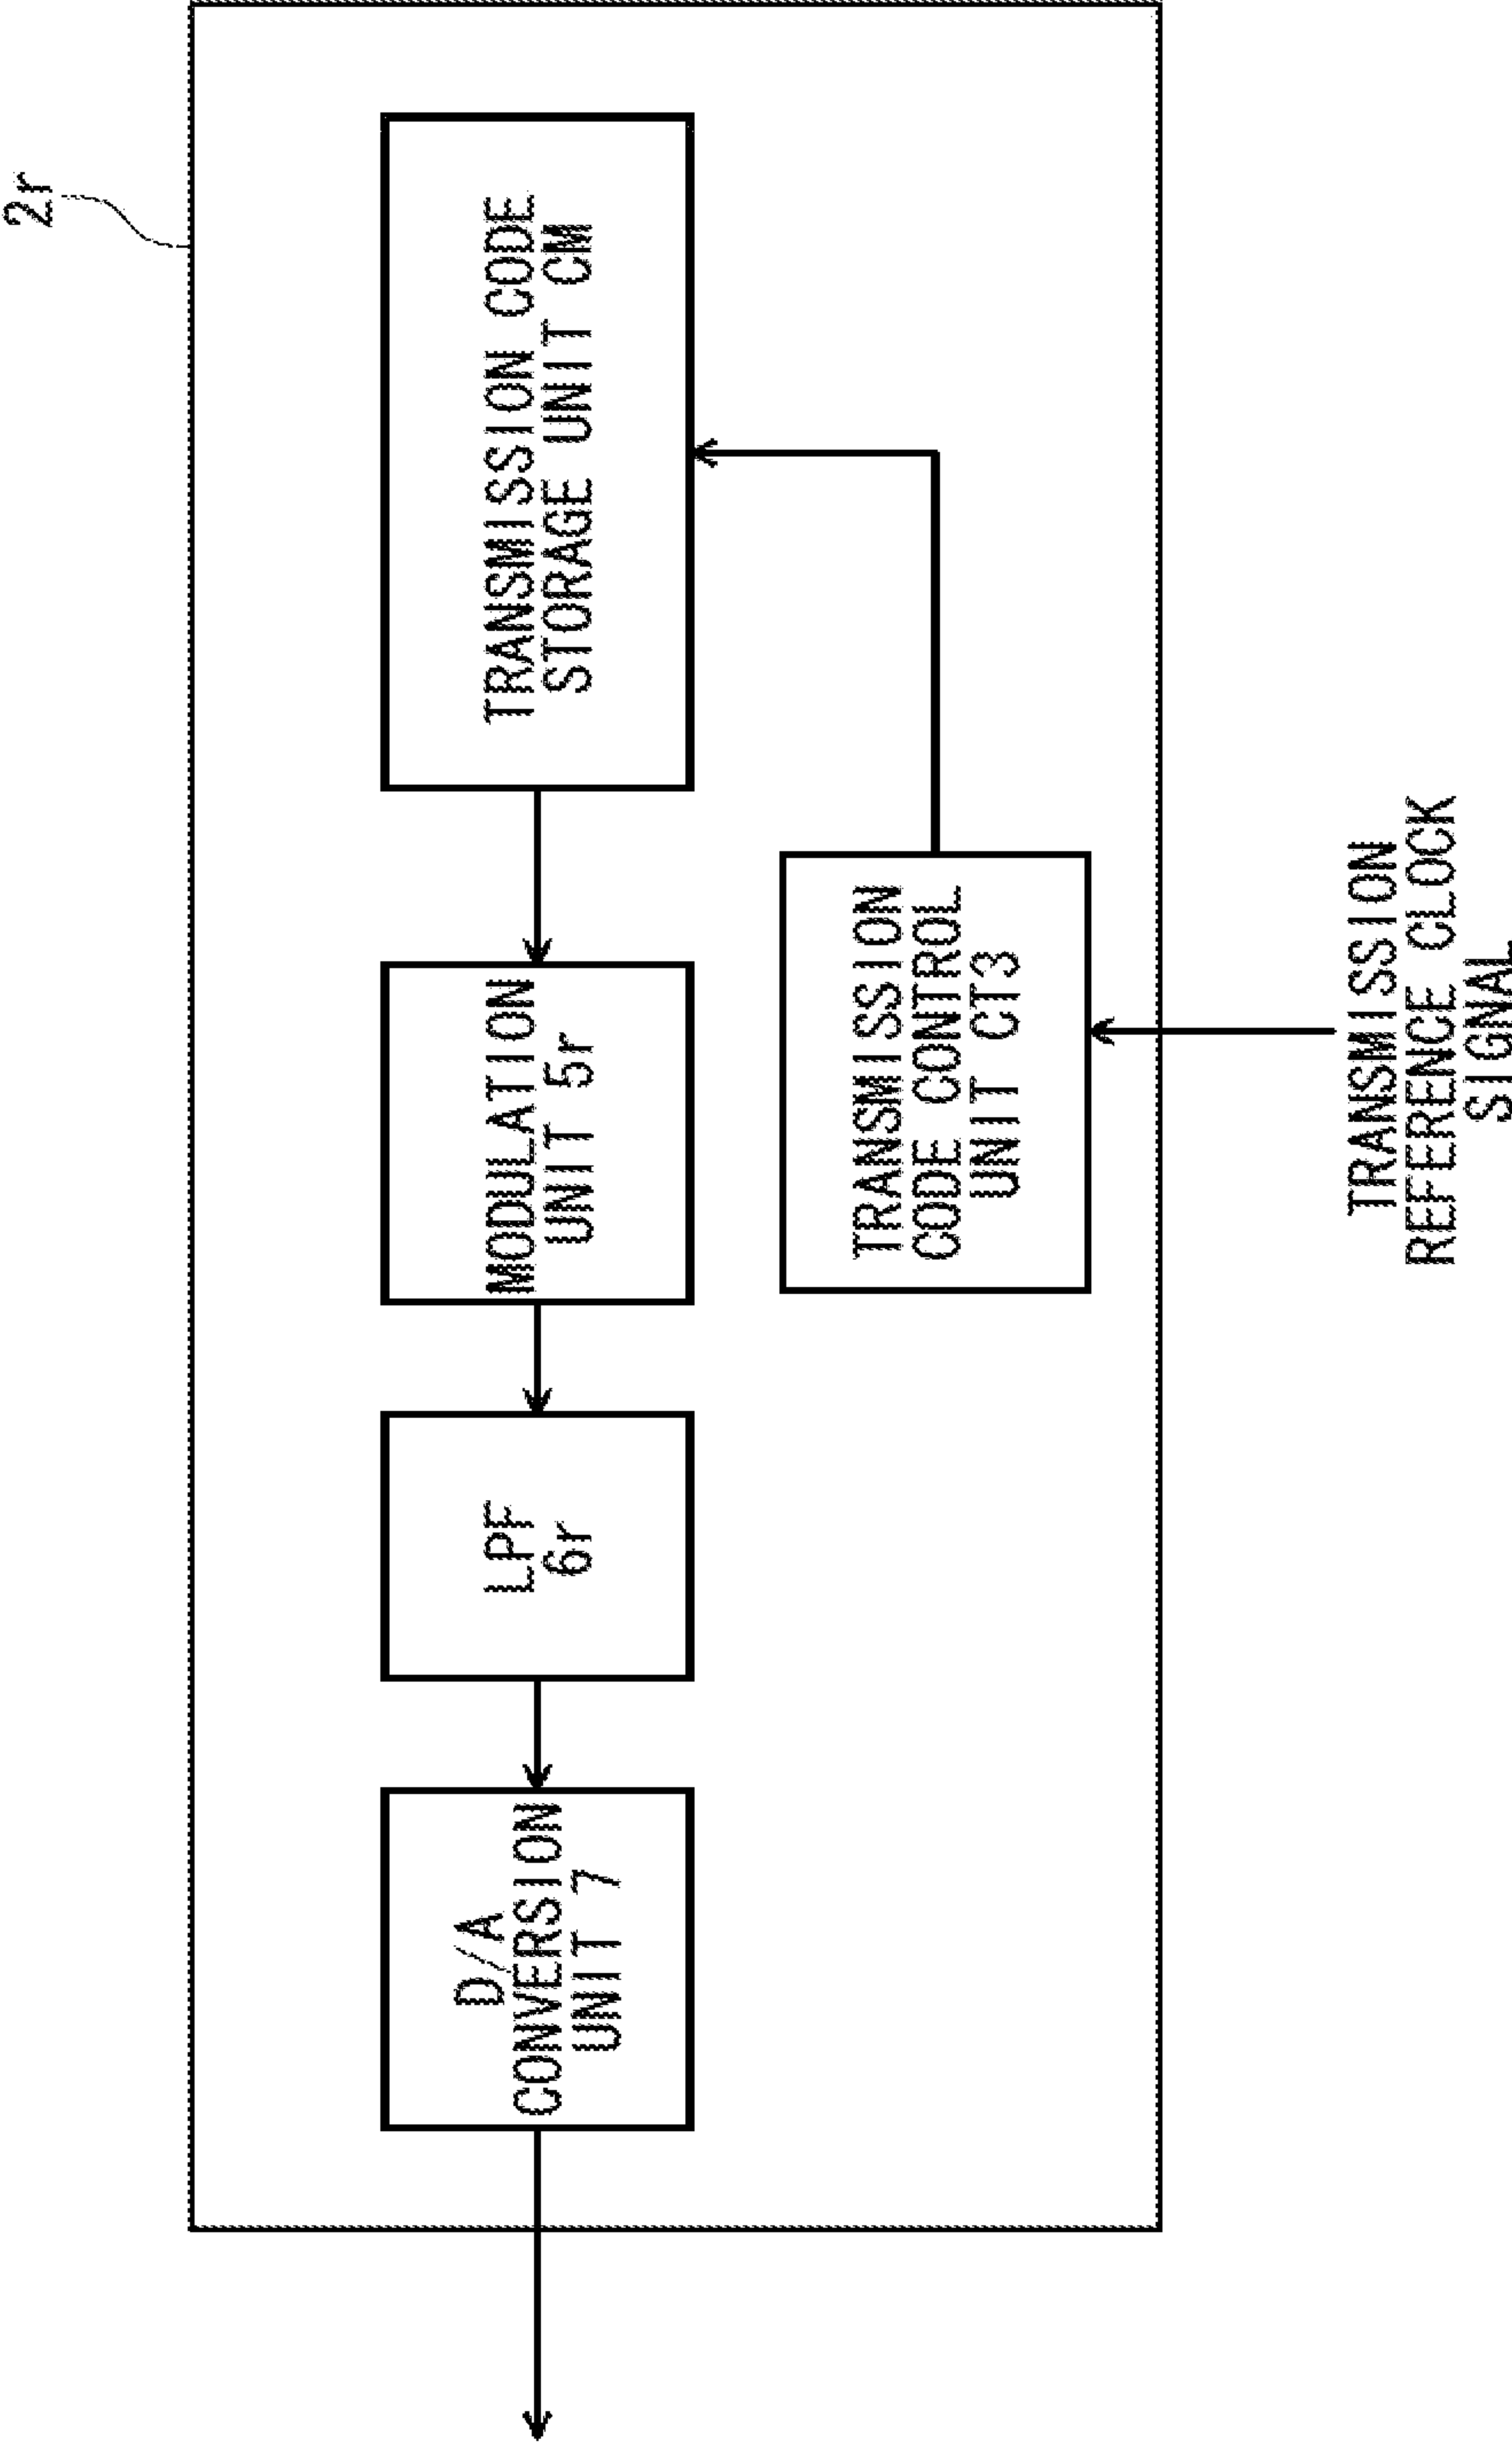 2r
D/A
CONVERSION
UNIT 7
LPF
6r
MODULATION
UNIT 5r
TRANSMISSION CODE
STORAGE UNIT CM
TRANSMISSION
CODE CONTROL
UNIT CT3
TRANSMISSION
REFERENCE CLOCK
SIGNAL